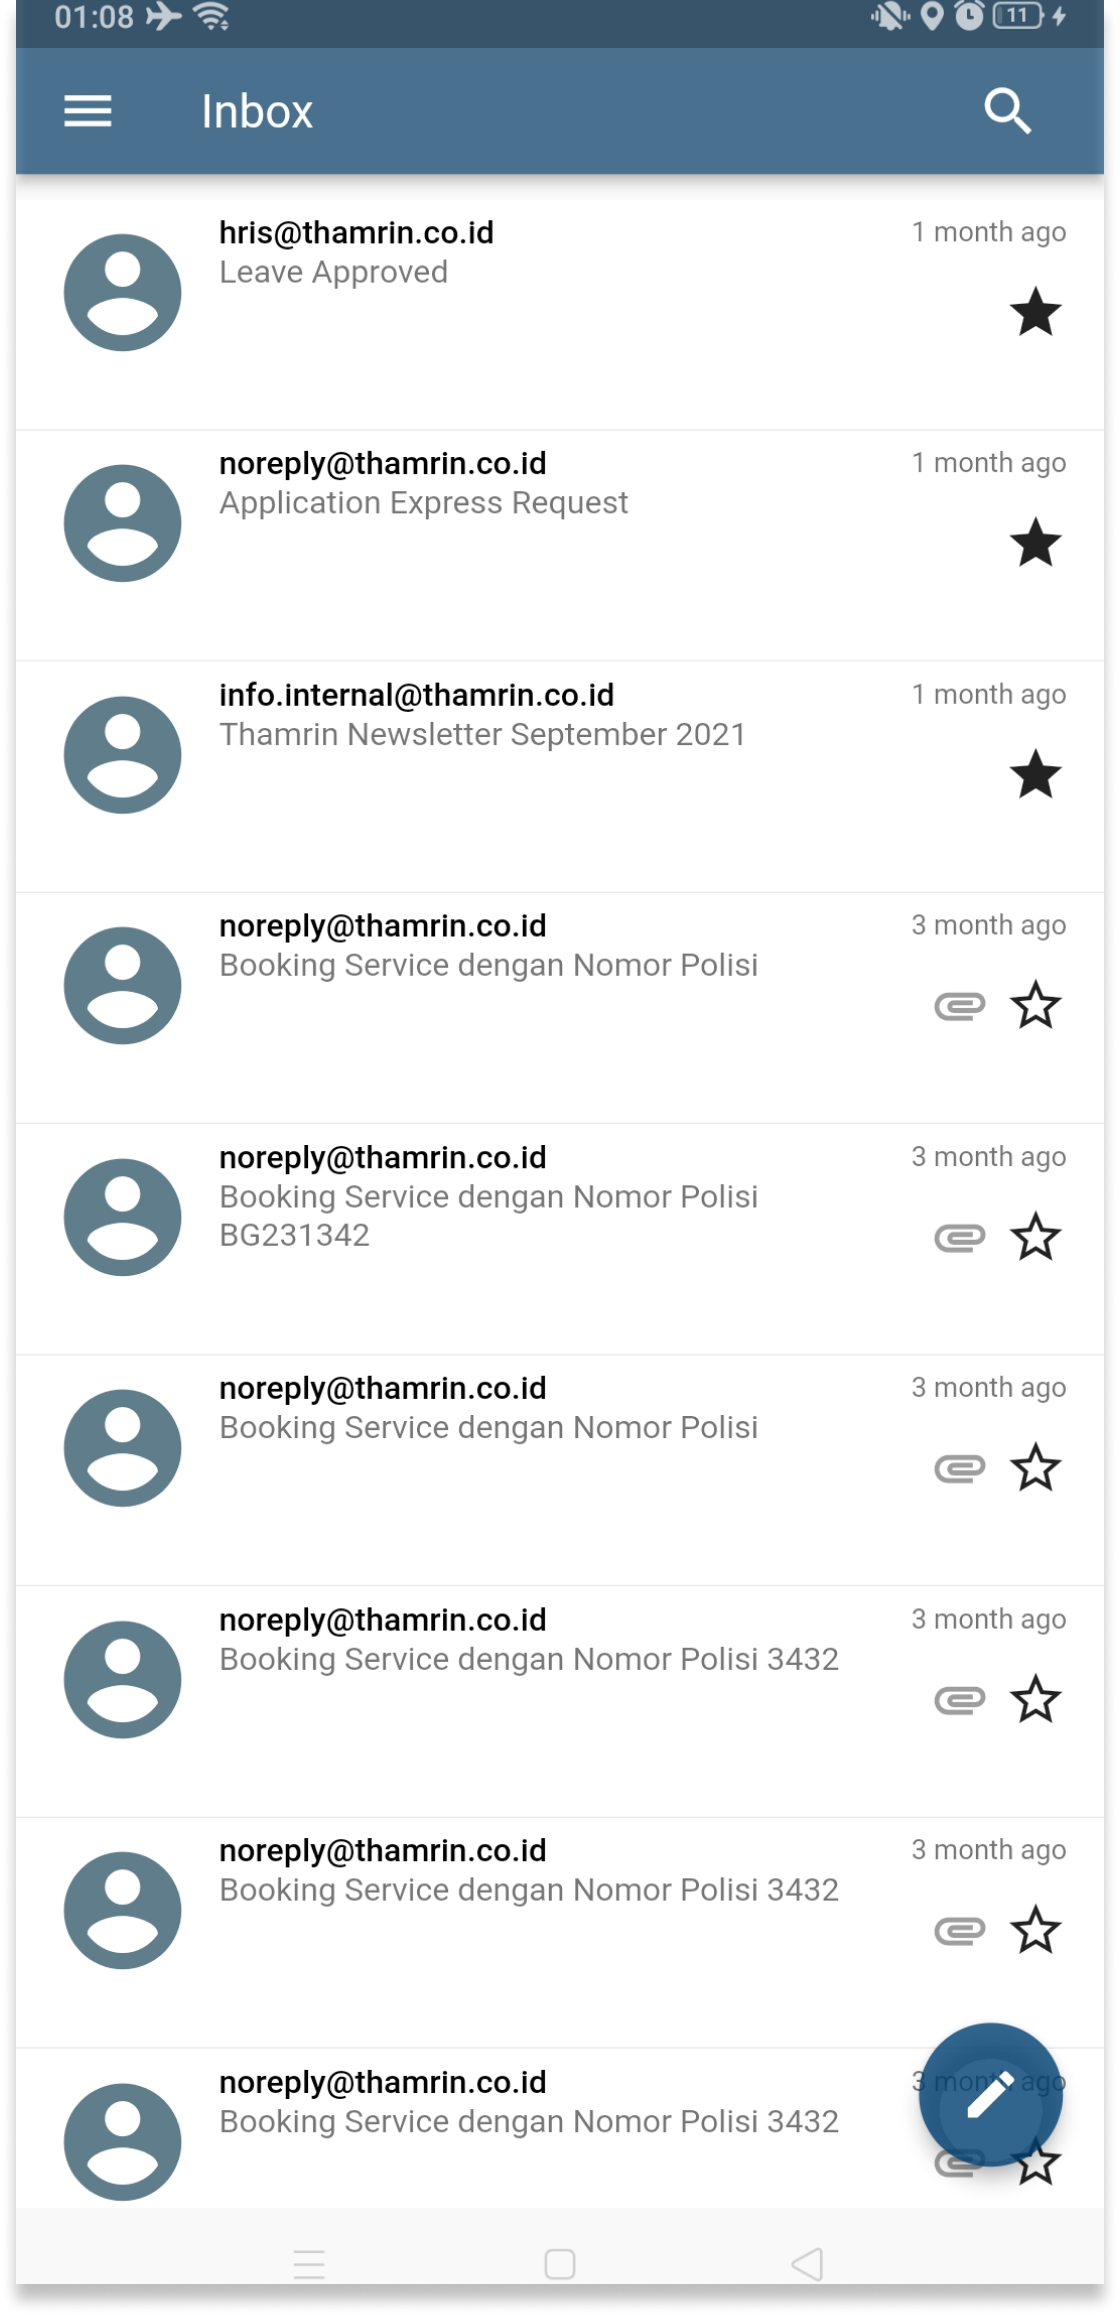 01:08
11
Inbox
hris@thamrin.co.id
1 month ago
Leave Approved
noreply@thamrin.co.id
1 month ago
Application Express Request
info.internal@thamrin.co.id
1 month ago
Thamrin Newsletter September 2021
noreply@thamrin.co.id
3 month ago
Booking Service dengan Nomor Polisi
noreply@thamrin.co.id
3 month ago
Booking Service dengan Nomor Polisi
BG231342
noreply@thamrin.co.id
3 month ago
Booking Service dengan Nomor Polisi
noreply@thamrin.co.id
3 month ago
Booking Service dengan Nomor Polisi 3432
noreply@thamrin.co.id
3 month ago
Booking Service dengan Nomor Polisi 3432
noreply@thamrin.co.id
3 month ago
Booking Service dengan Nomor Polisi 3432